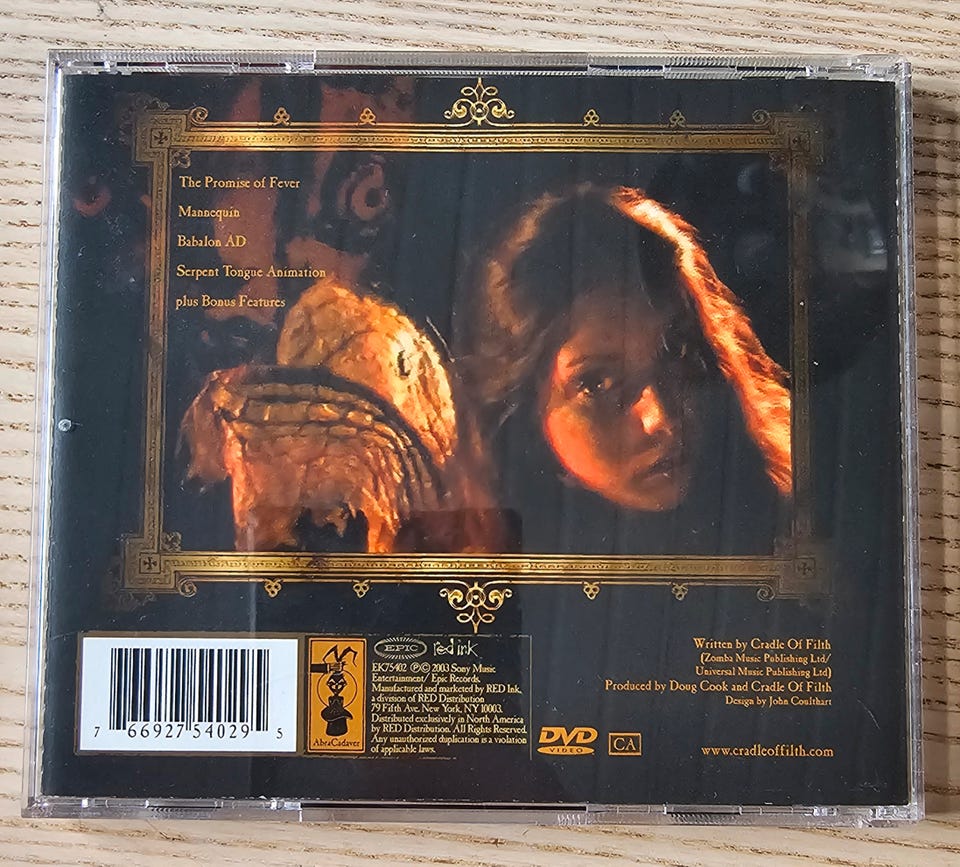 The Promise of Fever
Mannequin
Babalon AD
Serpent Tongue Animation
plus Bonus Features
7 66927 54029 5
AbraCadaver
EPIC red ink
EK75402 ℗© 2003 Sony Music
Entertainment/ Epic Records.
Manufactured and marketed by RED Ink,
a division of RED Distribution
79 Fifth Ave. New York, NY 10003.
Distributed exclusively in North America
by RED Distribution. All Rights Reserved.
Any unauthorized duplication is a violation
of applicable laws.
DVD
VIDEO
CA
Written by Cradle Of Filth
(Zomba Music Publishing Ltd/
Universal Music Publishing Ltd)
Produced by Doug Cook and Cradle Of Filth
Design by John Coulthart
www.cradleoffilth.com